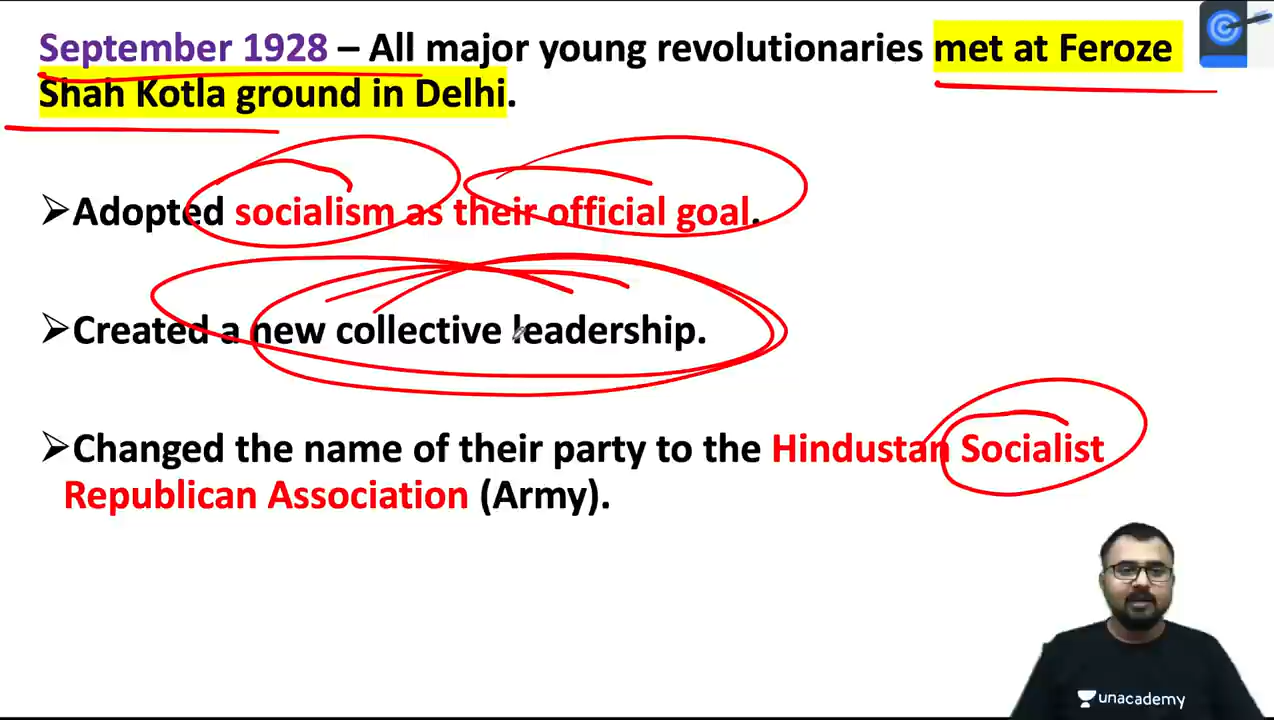 September 1928 – All major young revolutionaries met at Feroze
Shah Kotla ground in Delhi.
➢Adopted socialism as their official goal.
➢Created a new collective leadership.
➢Changed the name of their party to the Hindustan Socialist
Republican Association (Army).
unacademy